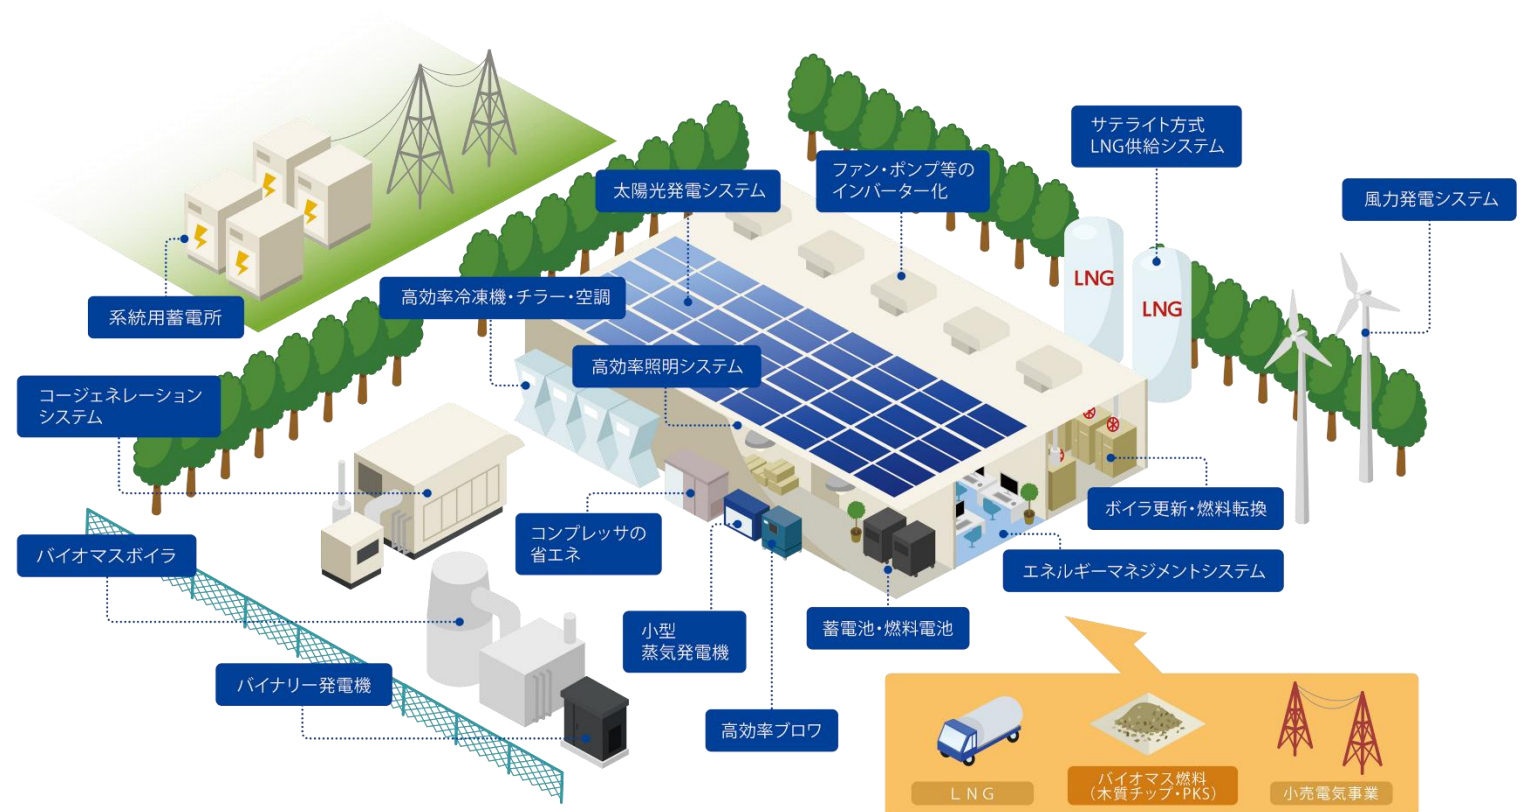 サテライト方式
LNG供給システム
ファン・ポンプ等の
インバーター化
太陽光発電システム
風力発電システム
高効率冷凍機・チラー・空調
系統用蓄電所
LNG
LNG
高効率照明システム
コージェネレーション
システム
コンプレッサの
省エネ
ボイラ更新・燃料転換
バイオマスボイラ
エネルギーマネジメントシステム
小型
蒸気発電機
蓄電池・燃料電池
バイナリー発電機
高効率ブロワ
LNG
バイオマス燃料
（木質チップ・PKS）
小売電気事業